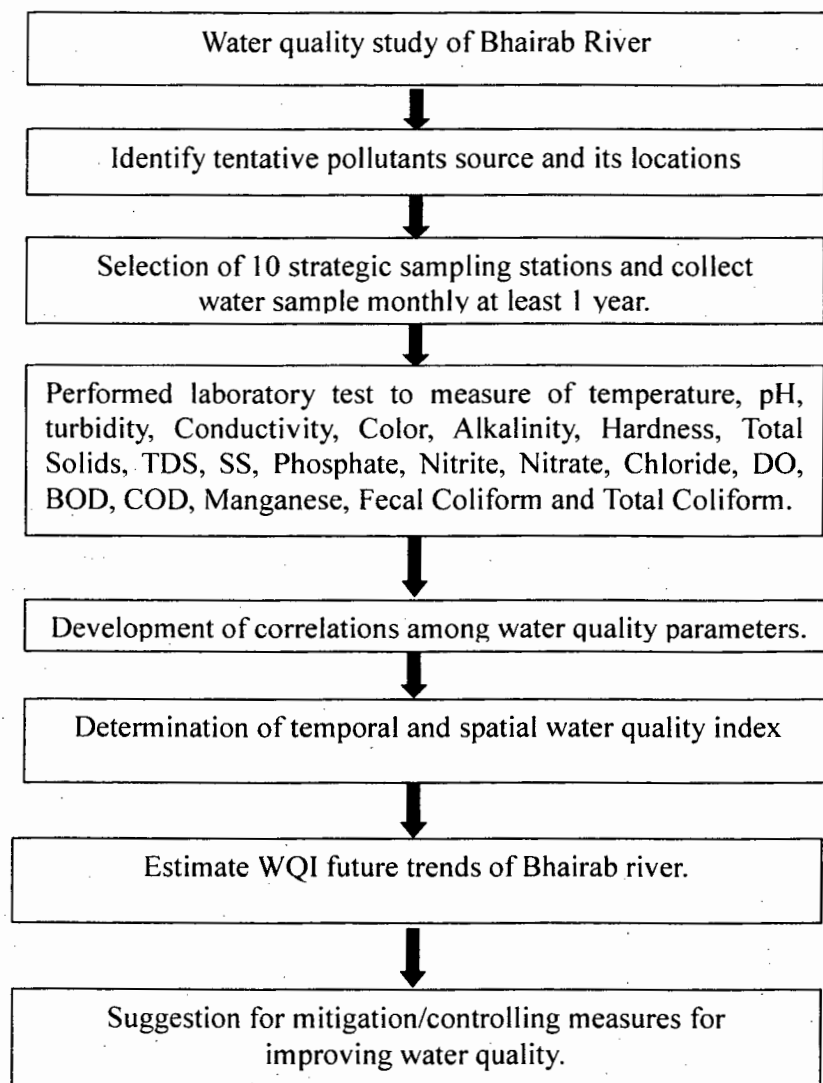 Water quality study of Bhairab River
Identify tentative pollutants source and its locations
Selection of 10 strategic sampling stations and collect
water sample monthly at least 1 year.
Performed laboratory test to measure of temperature, pH,
turbidity, Conductivity, Color, Alkalinity, Hardness, Total
Solids, TDS, SS, Phosphate, Nitrite, Nitrate, Chloride, DO,
BOD, COD, Manganese, Fecal Coliform and Total Coliform.
Development of correlations among water quality parameters.
Determination of temporal and spatial water quality index
Estimate WQI future trends of Bhairab river.
Suggestion for mitigation/controlling measures for
improving water quality.